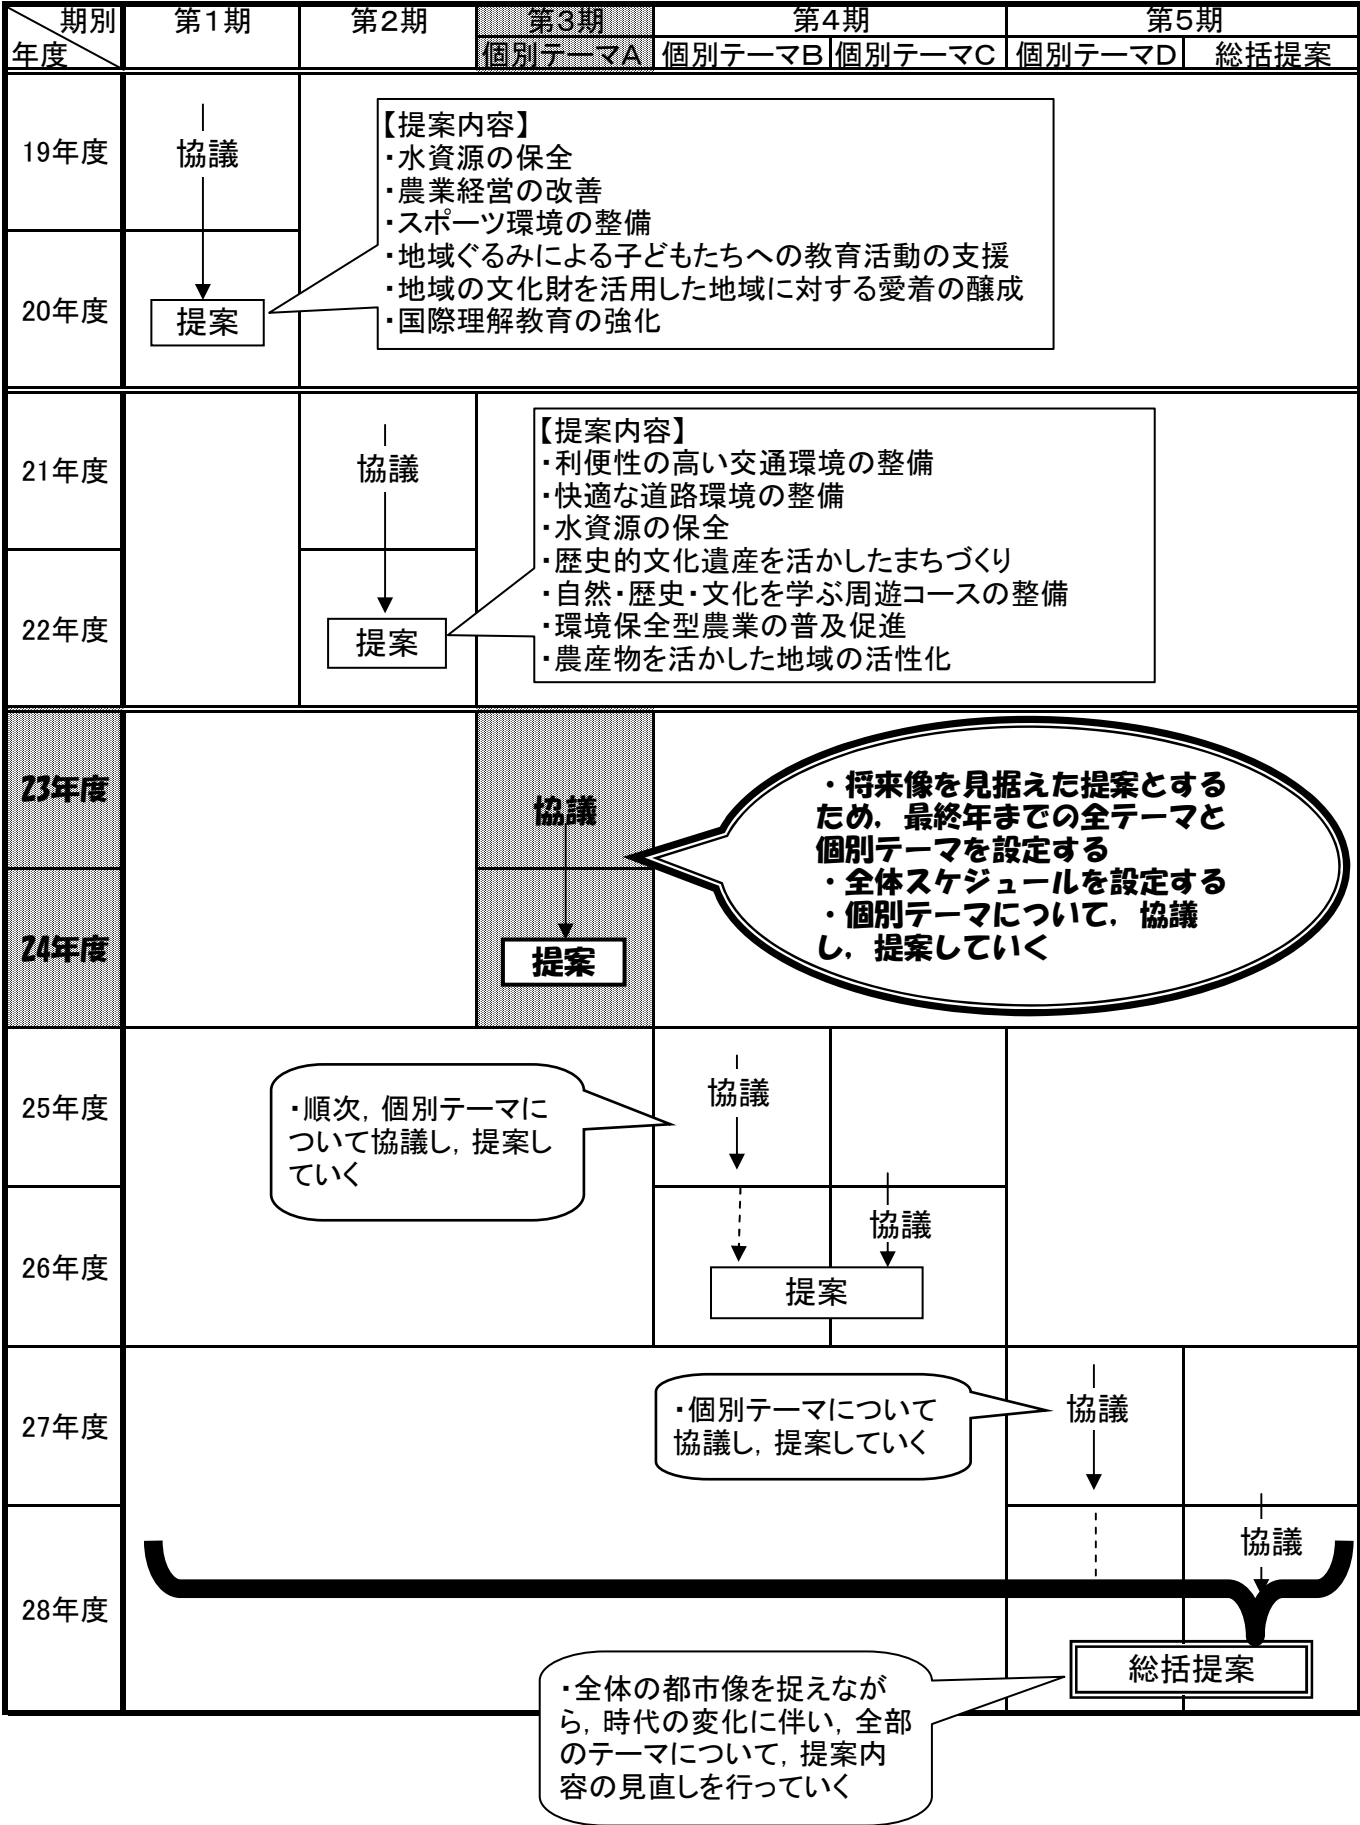 期別 第1期 第2期 第3期 第4期 第5期
年度 個別テーマA 個別テーマB 個別テーマC 個別テーマD 総括提案
19年度
協議
【提案内容】
・水資源の保全
・農業経営の改善
・スポーツ環境の整備
・地域ぐるみによる子どもたちへの教育活動の支援
・地域の文化財を活用した地域に対する愛着の醸成
・国際理解教育の強化
20年度
提案
21年度
協議
【提案内容】
・利便性の高い交通環境の整備
・快適な道路環境の整備
・水資源の保全
・歴史的文化遺産を活かしたまちづくり
・自然・歴史・文化を学ぶ周遊コースの整備
・環境保全型農業の普及促進
・農産物を活かした地域の活性化
22年度
提案
23年度
協議
・将来像を見据えた提案とする
ため，最終年までの全テーマと
個別テーマを設定する
・全体スケジュールを設定する
・個別テーマについて，協議
し，提案していく
24年度
提案
25年度
・順次，個別テーマに
ついて協議し，提案し
ていく
協議
26年度
協議
提案
27年度
・個別テーマについて
協議し，提案していく
協議
28年度
協議
総括提案
・全体の都市像を捉えなが
ら，時代の変化に伴い，全部
のテーマについて，提案内
容の見直しを行っていく